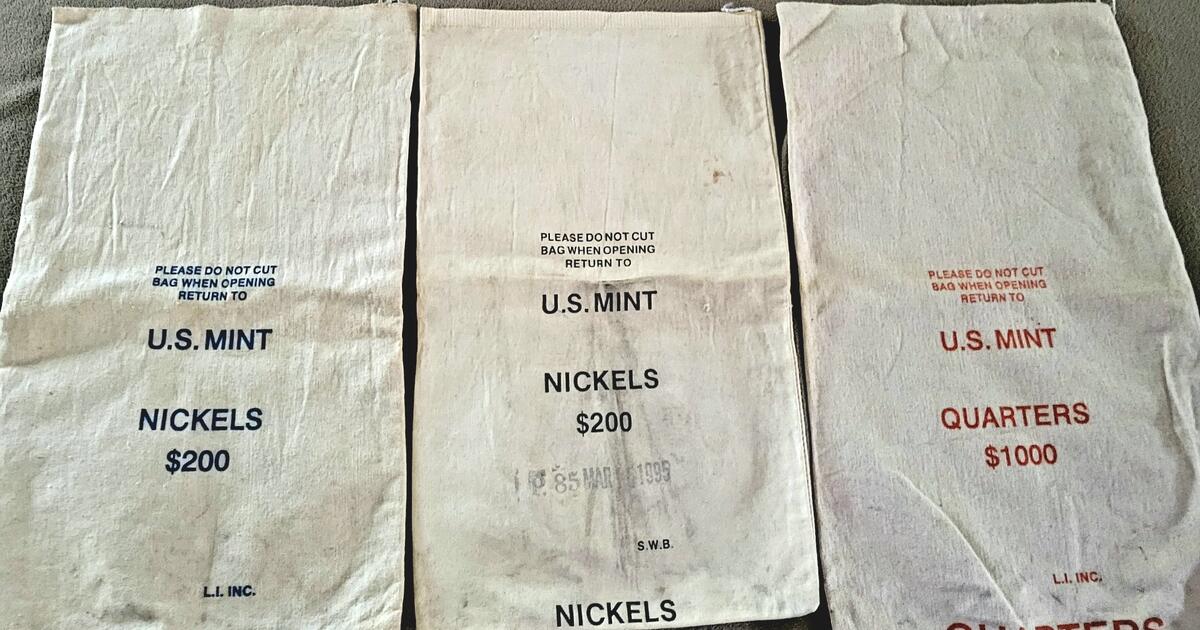 PLEASE DO NOT CUT
BAG WHEN OPENING
RETURN TO
U.S. MINT
NICKELS
$200
L.I. INC.
PLEASE DO NOT CUT
BAG WHEN OPENING
RETURN TO
U.S. MINT
NICKELS
$200
85 MAR 1995
S.W.B.
NICKELS
PLEASE DO NOT CUT
BAG WHEN OPENING
RETURN TO
U.S. MINT
QUARTERS
$1000
L.I. INC.
QUARTERS